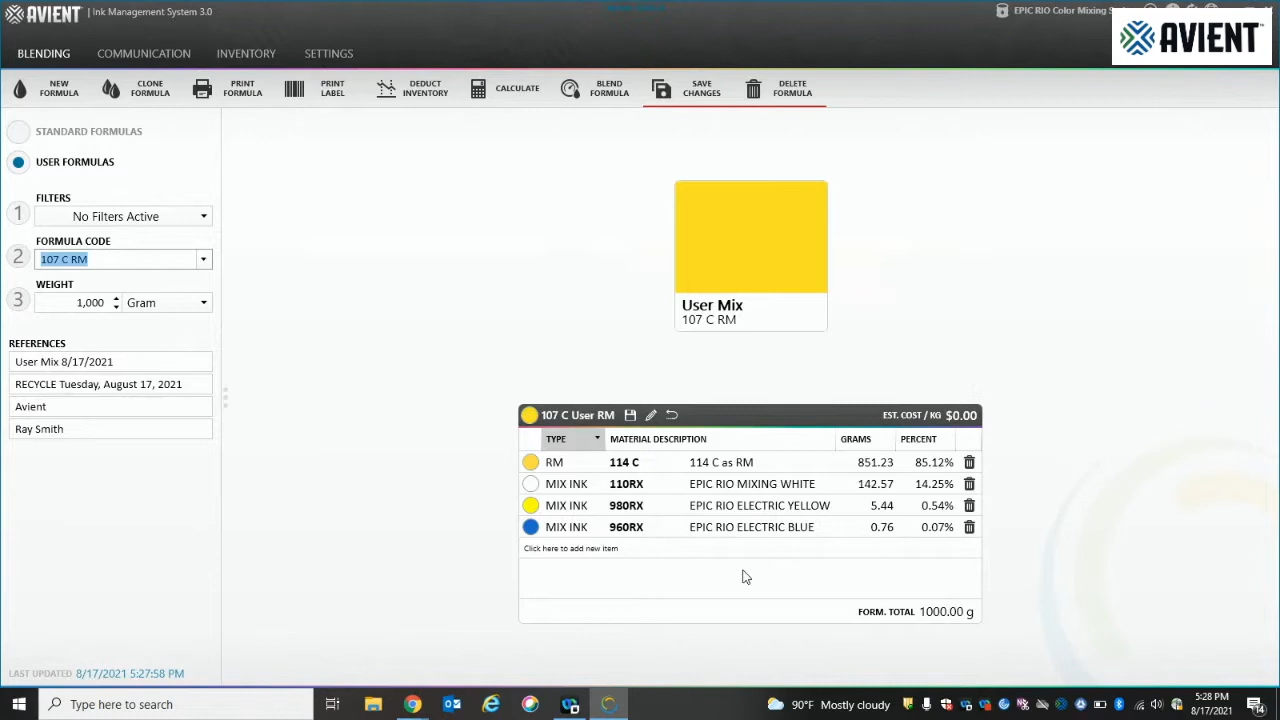 AVIENT | Ink Management System 3.0
EPIC RIO Color Mixing S
AVIENT
BLENDING COMMUNICATION INVENTORY SETTINGS
NEW FORMULA
CLONE FORMULA
PRINT FORMULA
PRINT LABEL
DEDUCT INVENTORY
CALCULATE
BLEND FORMULA
SAVE CHANGES
DELETE FORMULA
STANDARD FORMULAS
USER FORMULAS
FILTERS
1 No Filters Active
FORMULA CODE
2 107 C RM
WEIGHT
3 1,000 Gram
REFERENCES
User Mix 8/17/2021
RECYCLE Tuesday, August 17, 2021
Avient
Ray Smith
LAST UPDATED 8/17/2021 5:27:58 PM
User Mix
107 C RM
107 C User RM EST. COST / KG $0.00
TYPE MATERIAL DESCRIPTION GRAMS PERCENT
RM 114 C 114 C as RM 851.23 85.12%
MIX INK 110RX EPIC RIO MIXING WHITE 142.57 14.25%
MIX INK 980RX EPIC RIO ELECTRIC YELLOW 5.44 0.54%
MIX INK 960RX EPIC RIO ELECTRIC BLUE 0.76 0.07%
Click here to add new item
FORM. TOTAL 1000.00 g
Type here to search
90°F Mostly cloudy
5:28 PM
8/17/2021
14